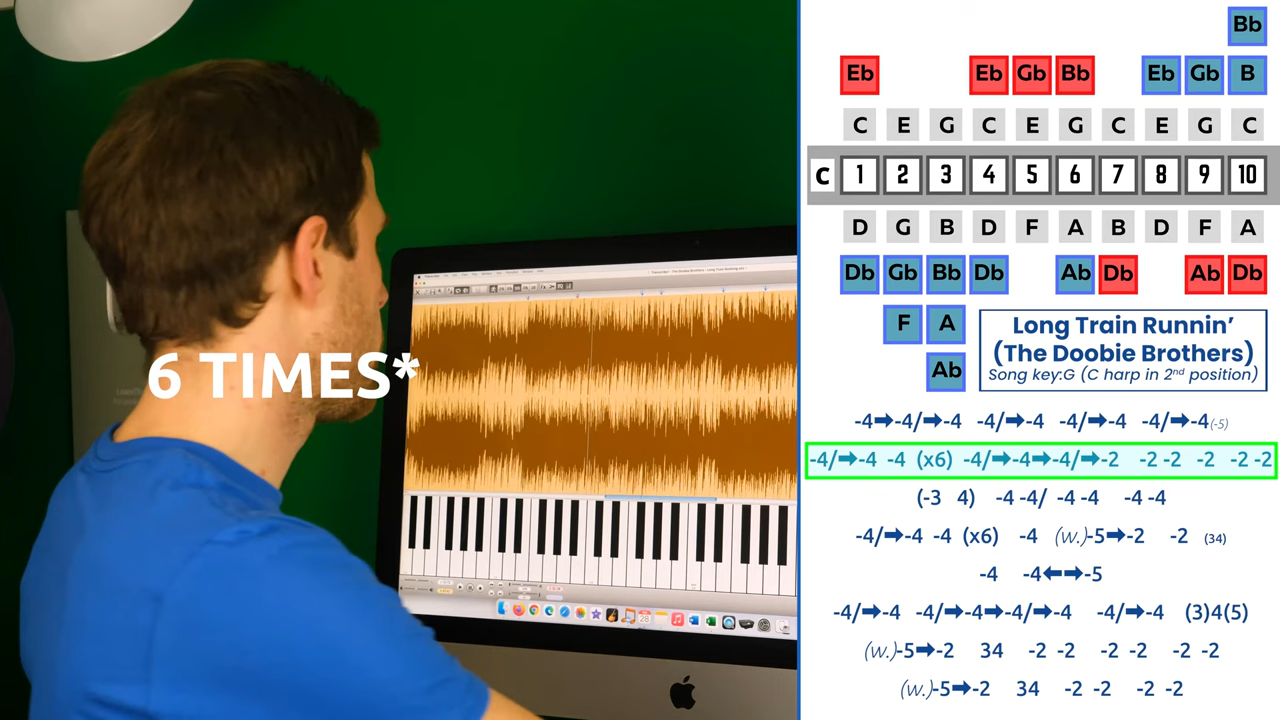 6 TIMES*
Bb
Eb Eb Gb Bb Eb Gb B
C E G C E G C E G C
C 1 2 3 4 5 6 7 8 9 10
D G B D F A B D F A
Db Gb Bb Db Ab Db Ab Db
F A
Ab
Long Train Runnin’
(The Doobie Brothers)
Song key:G (C harp in 2nd position)
-4➡-4/➡-4 -4/➡-4 -4/➡-4 -4/➡-4(-5)
-4/➡-4 -4 (x6) -4/➡-4➡-4/➡-2 -2 -2 -2 -2 -2
(-3 4) -4 -4/ -4 -4 -4 -4
-4/➡-4 -4 (x6) -4 (w.)-5➡-2 -2 (34)
-4 -4⬅➡-5
-4/➡-4 -4/➡-4➡-4/➡-4 -4/➡-4 (3)4(5)
(w.)-5➡-2 34 -2 -2 -2 -2 -2 -2
(w.)-5➡-2 34 -2 -2 -2 -2